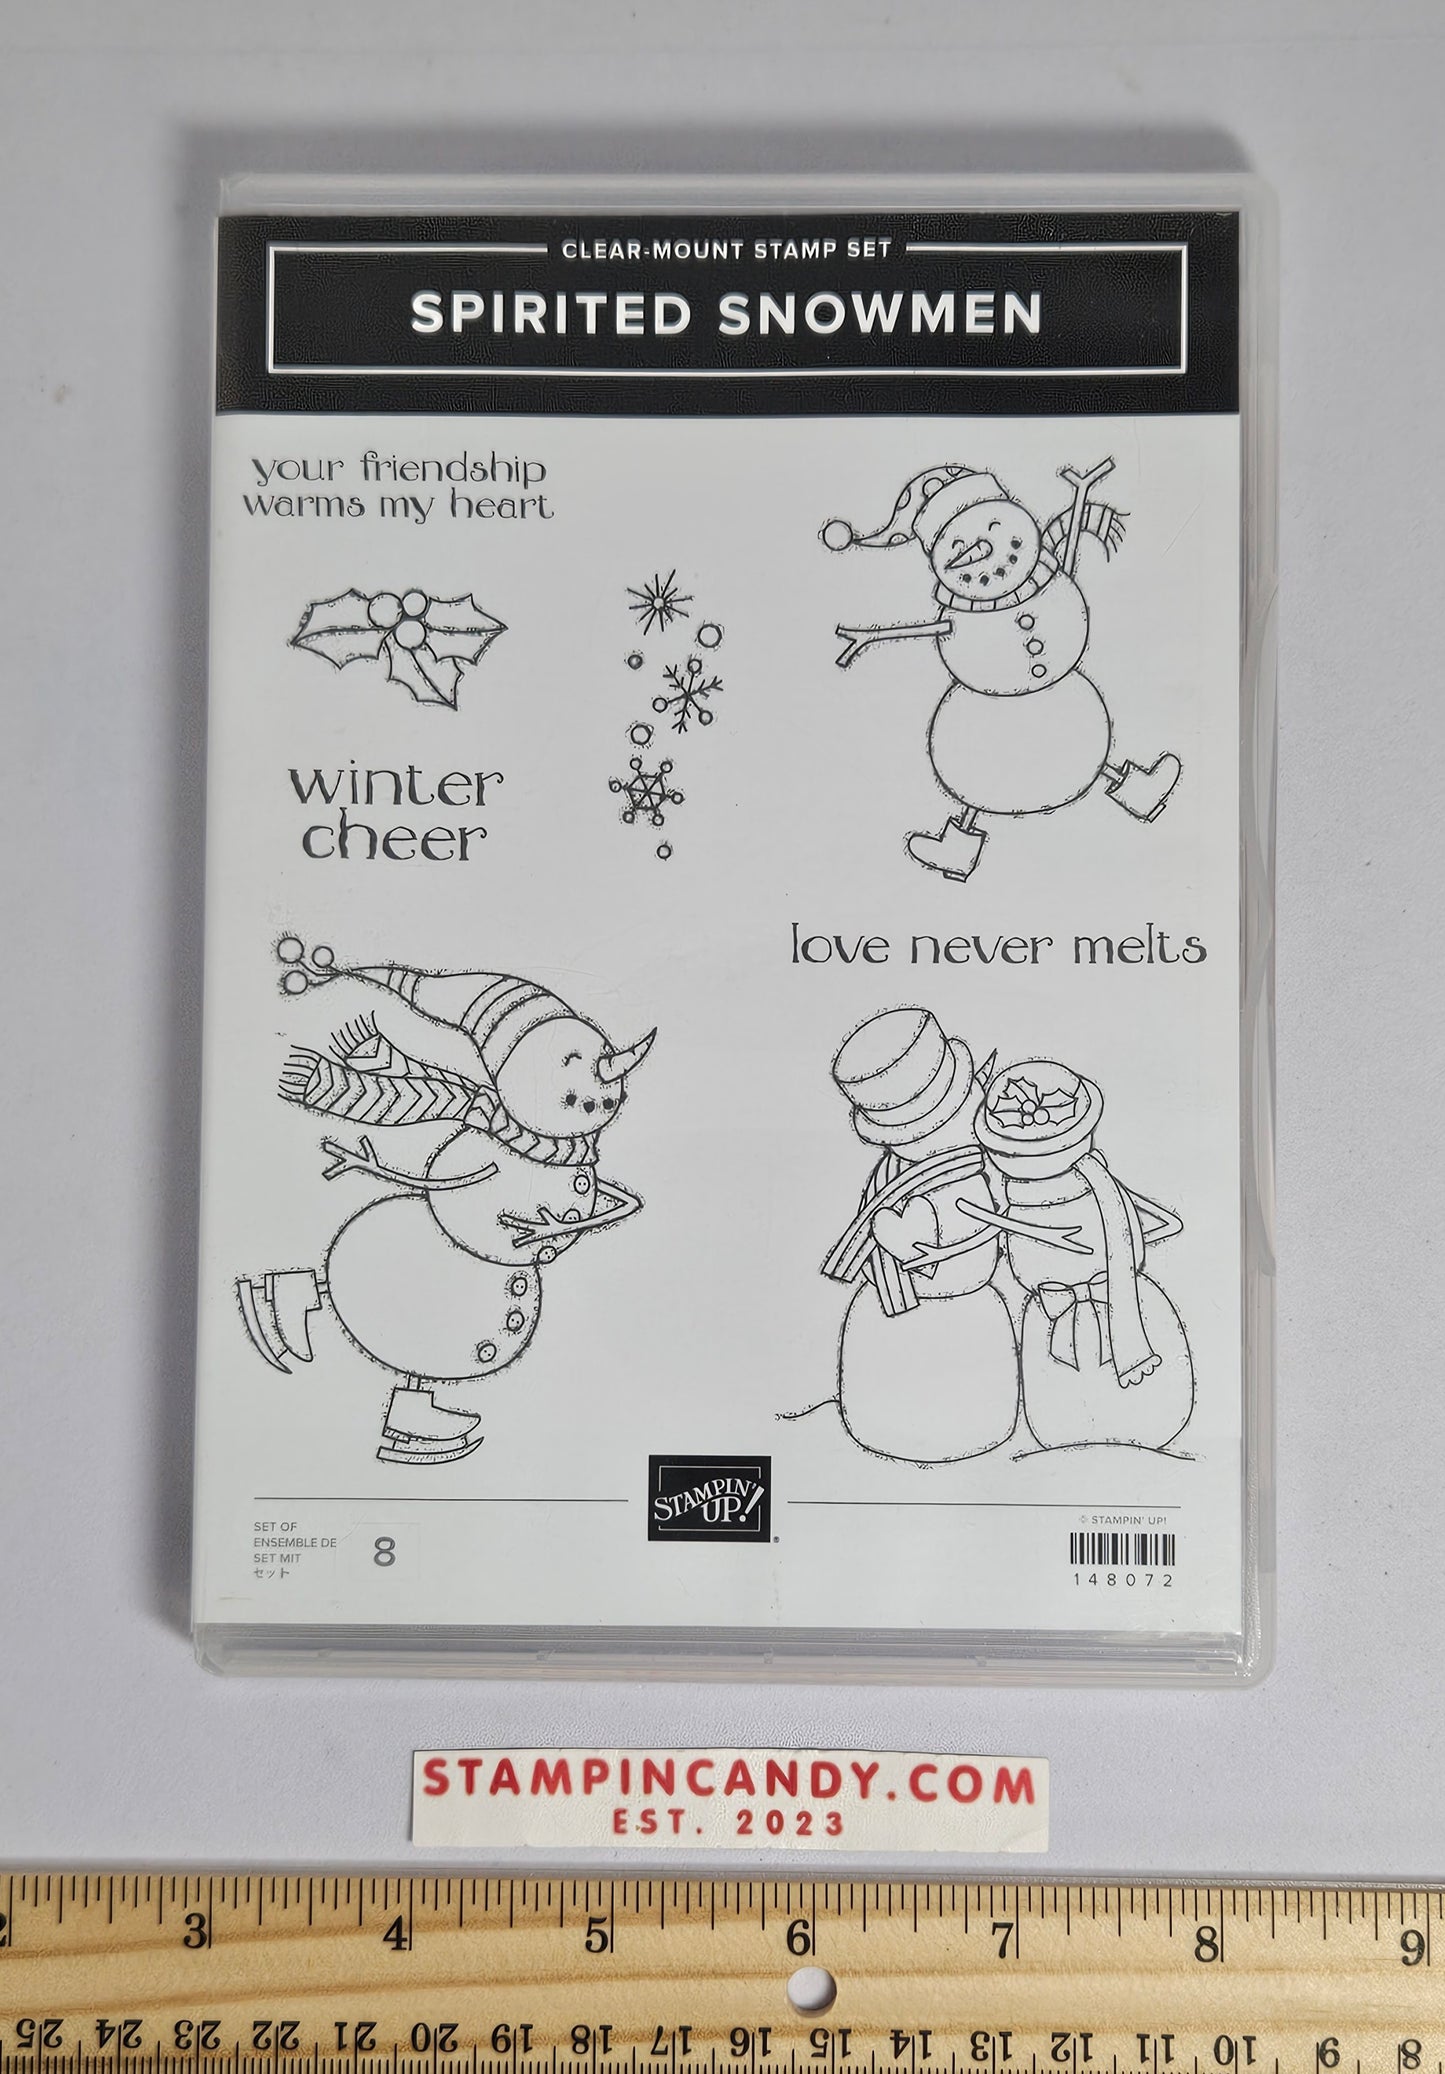 CLEAR-MOUNT STAMP SET
SPIRITED SNOWMEN
your friendship
warms my heart
winter
cheer
love never melts
STAMPIN'
UP!
®
SET OF
ENSEMBLE DE
SET MIT
セット
8
© STAMPIN' UP!
148072
STAMPINCANDY.COM
EST. 2023
2 3 4 5 6 7 8 9
25 24 23 22 21 20 19 18 17 16 15 14 13 12 11 10 9 8